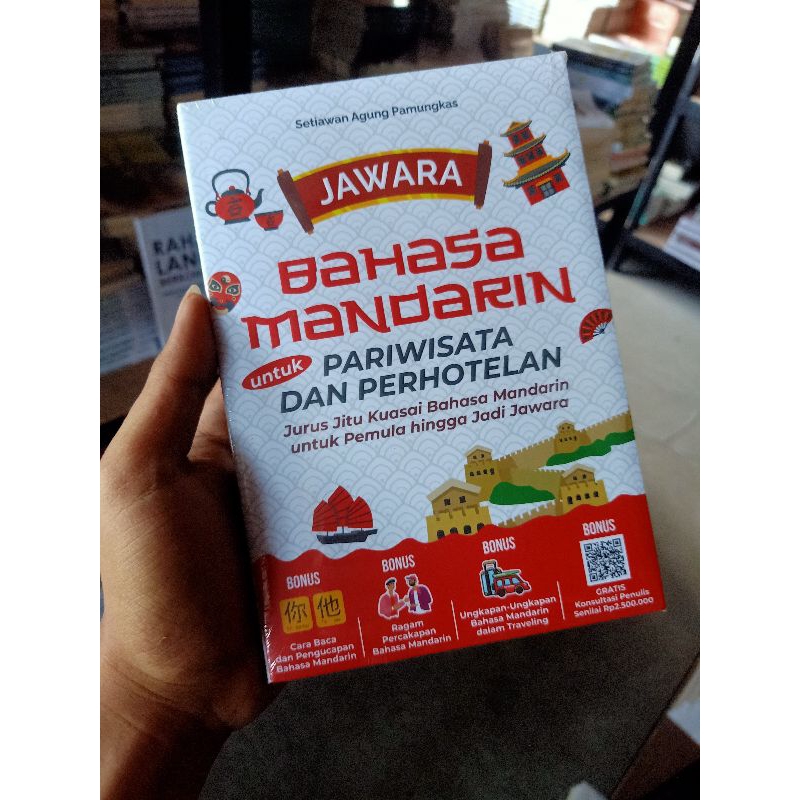 Setiawan Agung Pamungkas
JAWARA
BAHASA
MANDARIN
untuk
PARIWISATA
DAN PERHOTELAN
Jurus Jitu Kuasai Bahasa Mandarin
untuk Pemula hingga Jadi Jawara
BONUS
你 他
Cara Baca
dan Pengucapan
Bahasa Mandarin
BONUS
Ragam
Percakapan
Bahasa Mandarin
BONUS
Ungkapan-Ungkapan
Bahasa Mandarin
dalam Traveling
BONUS
GRATIS
Konsultasi Penulis
Senilai Rp2.500.000
RAH
LAN